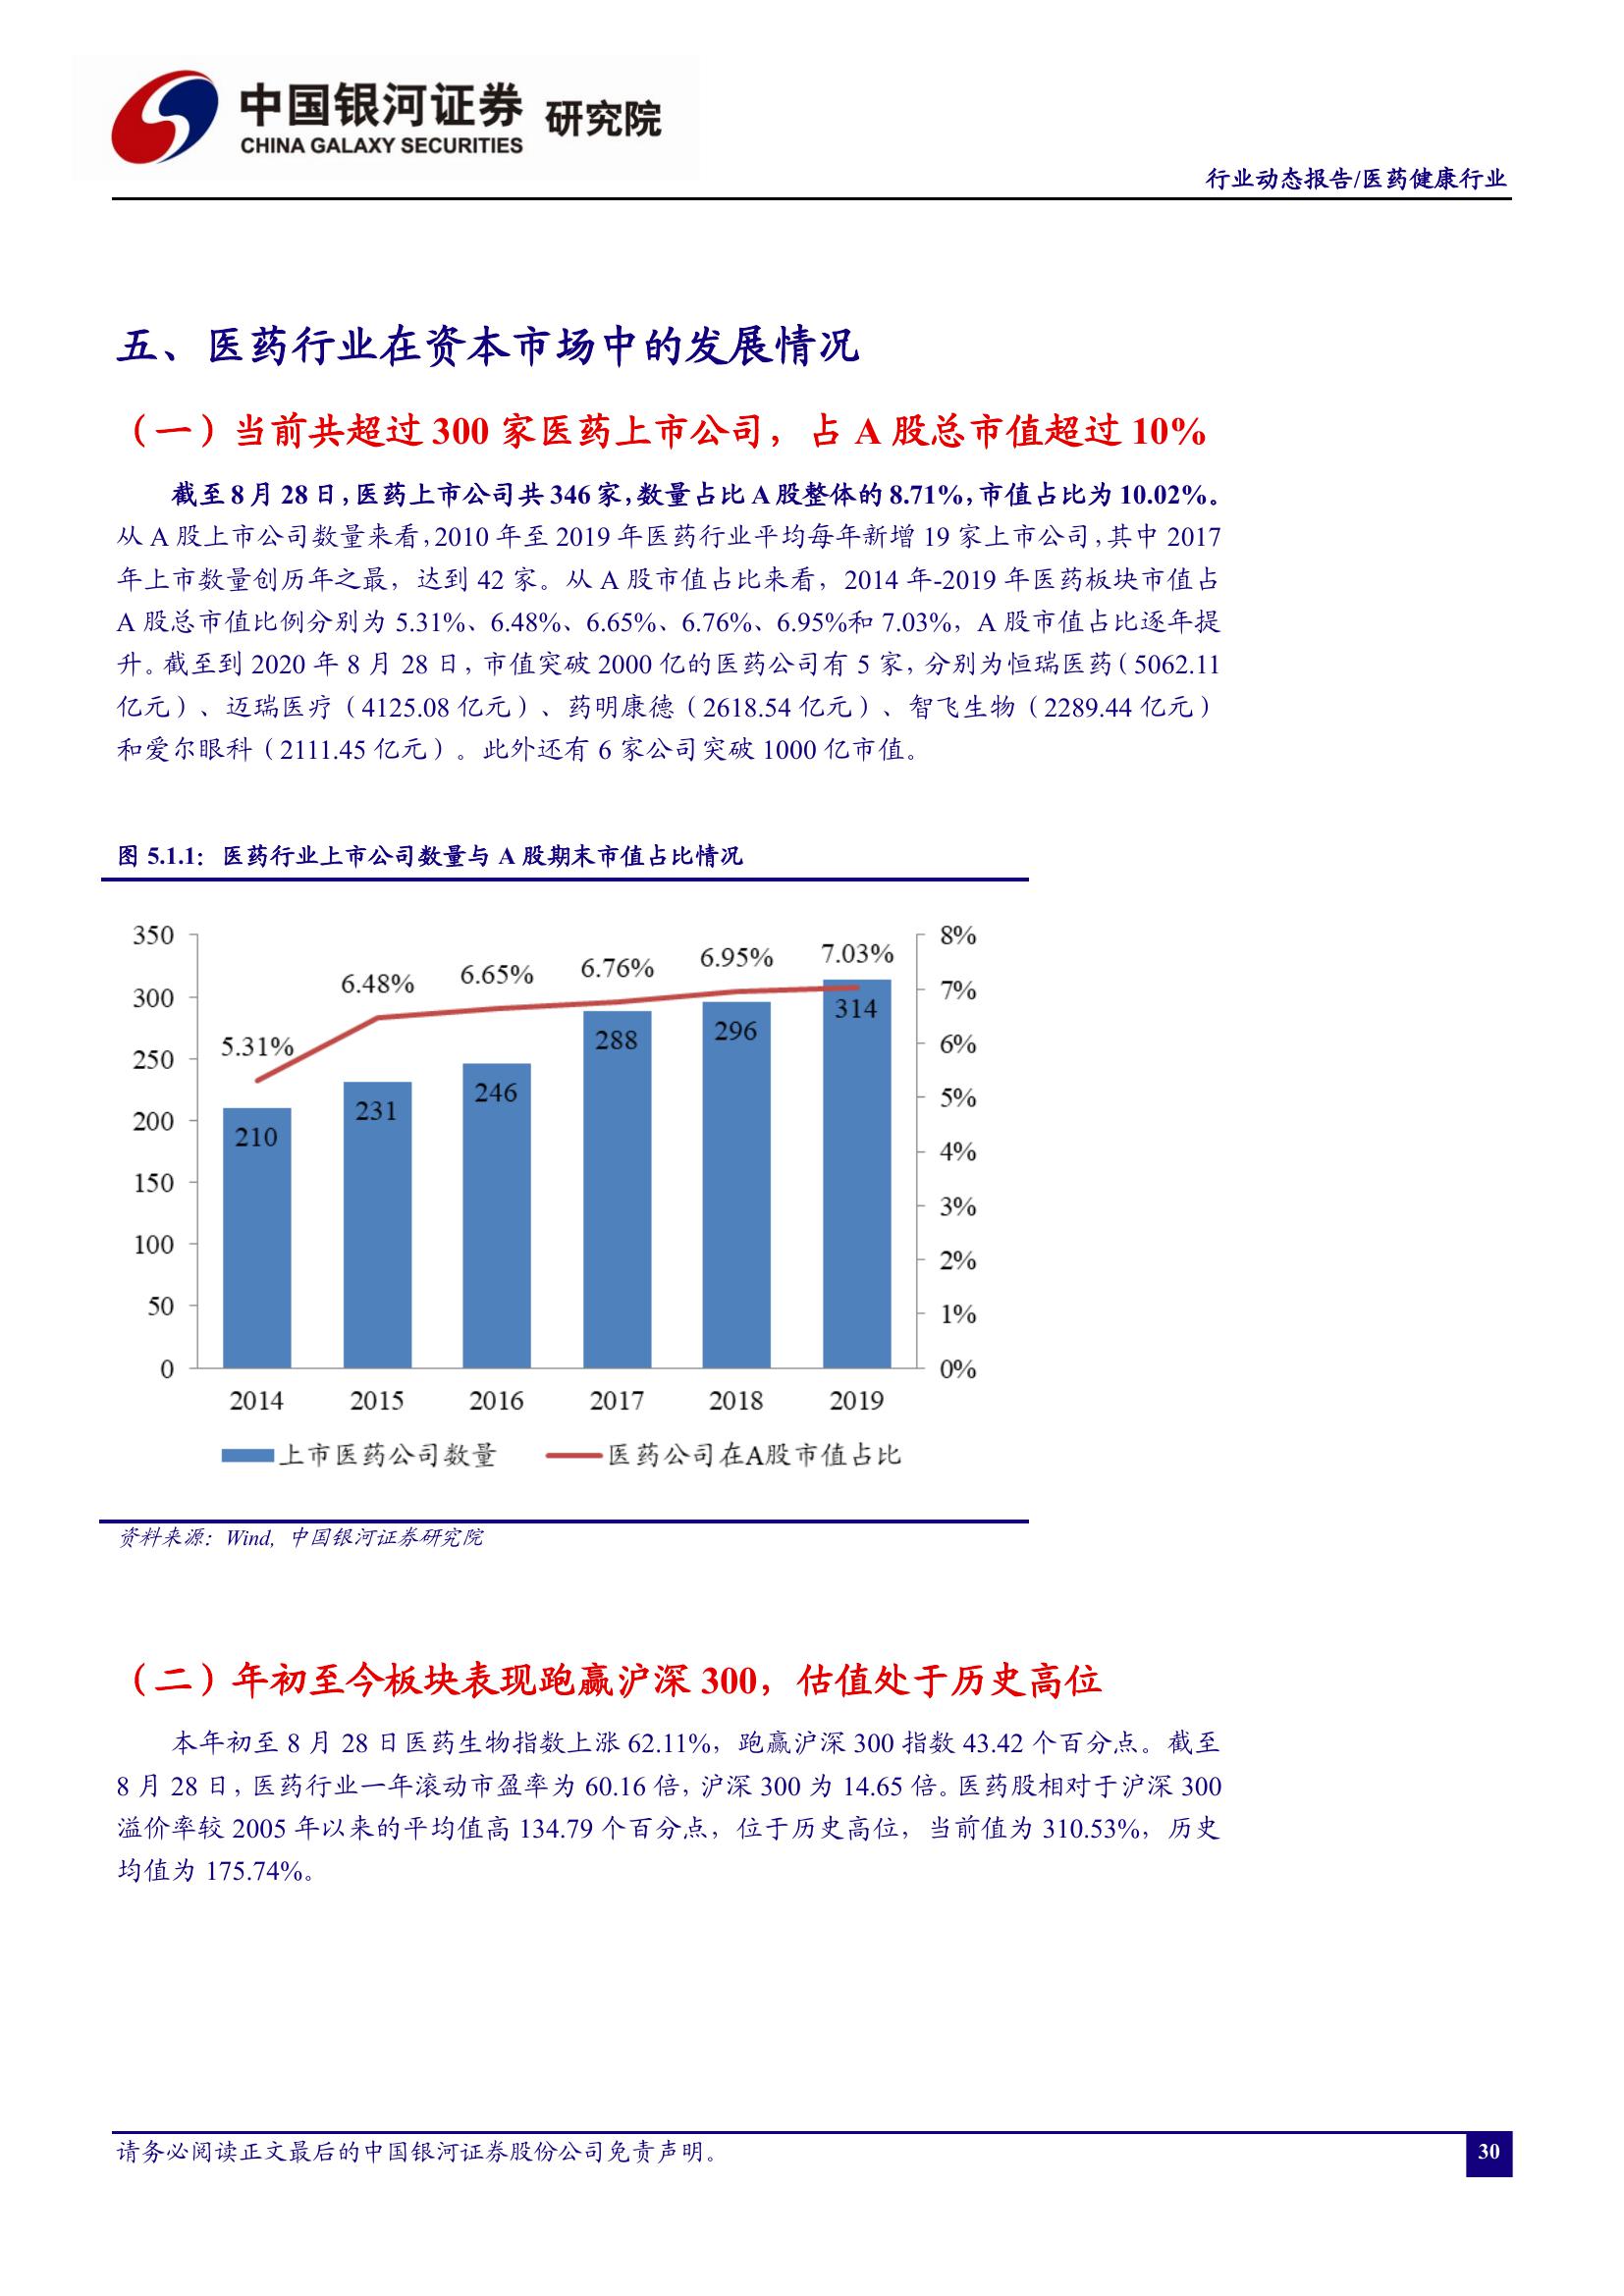 中国银河证券 研究院
CHINA GALAXY SECURITIES
行业动态报告/医药健康行业
五、医药行业在资本市场中的发展情况
（一）当前共超过 300 家医药上市公司，占 A 股总市值超过 10%
截至 8 月 28 日，医药上市公司共 346 家，数量占比 A 股整体的 8.71%，市值占比为 10.02%。
从 A 股上市公司数量来看，2010 年至 2019 年医药行业平均每年新增 19 家上市公司，其中 2017
年上市数量创历年之最，达到 42 家。从 A 股市值占比来看，2014 年-2019 年医药板块市值占
A 股总市值比例分别为 5.31%、6.48%、6.65%、6.76%、6.95%和 7.03%，A 股市值占比逐年提
升。截至到 2020 年 8 月 28 日，市值突破 2000 亿的医药公司有 5 家，分别为恒瑞医药（5062.11
亿元）、迈瑞医疗（4125.08 亿元）、药明康德（2618.54 亿元）、智飞生物（2289.44 亿元）
和爱尔眼科（2111.45 亿元）。此外还有 6 家公司突破 1000 亿市值。
图 5.1.1：医药行业上市公司数量与 A 股期末市值占比情况
350
300
250
200
150
100
50
0
5.31%
6.48%
6.65%
6.76%
6.95%
7.03%
210
231
246
288
296
314
8%
7%
6%
5%
4%
3%
2%
1%
0%
2014 2015 2016 2017 2018 2019
上市医药公司数量 医药公司在A股市值占比
资料来源：Wind，中国银河证券研究院
（二）年初至今板块表现跑赢沪深 300，估值处于历史高位
本年初至 8 月 28 日医药生物指数上涨 62.11%，跑赢沪深 300 指数 43.42 个百分点。截至
8 月 28 日，医药行业一年滚动市盈率为 60.16 倍，沪深 300 为 14.65 倍。医药股相对于沪深 300
溢价率较 2005 年以来的平均值高 134.79 个百分点，位于历史高位，当前值为 310.53%，历史
均值为 175.74%。
请务必阅读正文最后的中国银河证券股份公司免责声明。
30